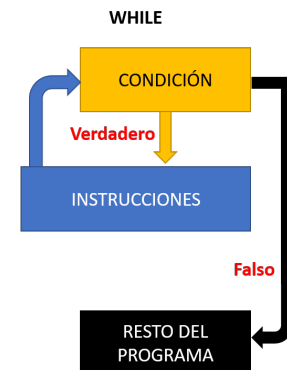 WHILE
CONDICIÓN
Verdadero
INSTRUCCIONES
Falso
RESTO DEL
PROGRAMA